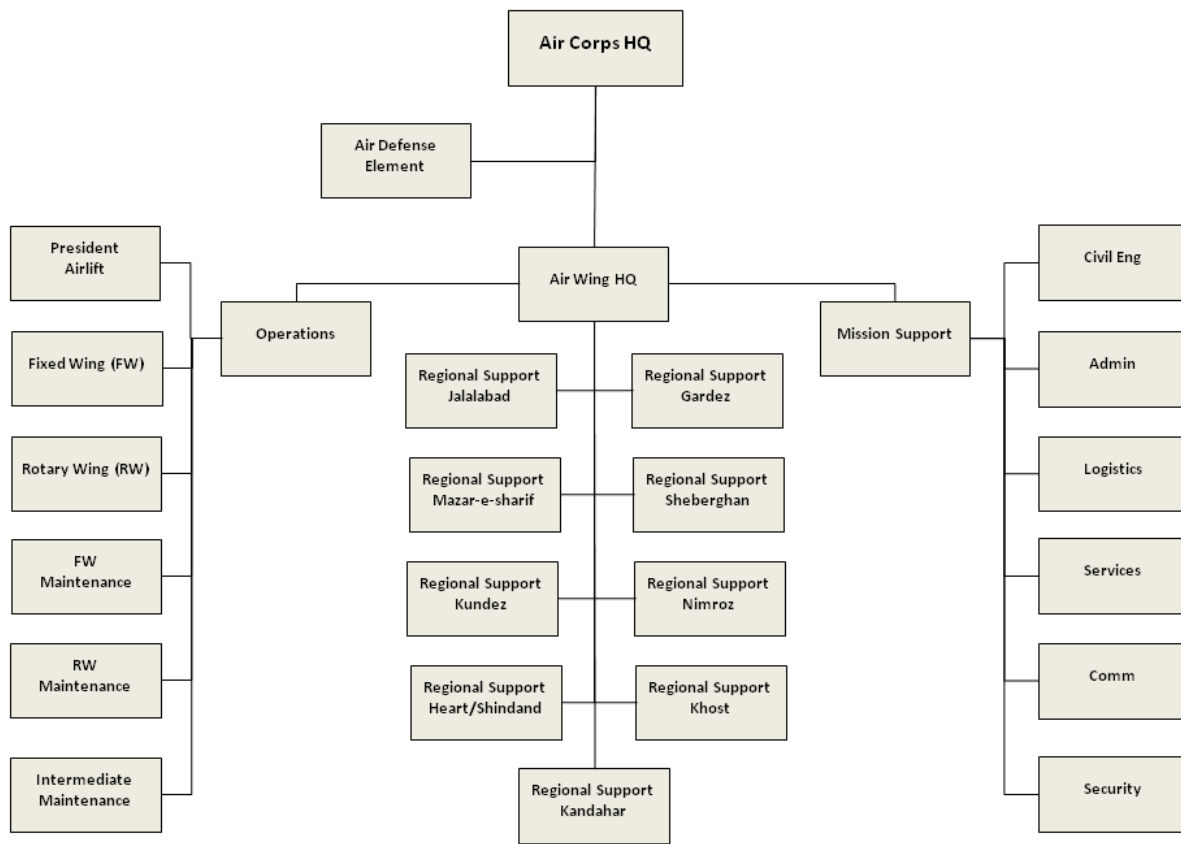 Air Corps HQ
Air Defense
Element
President
Airlift
Air Wing HQ
Civil Eng
Operations
Mission Support
Fixed Wing (FW)
Admin
Regional Support
Jalalabad
Regional Support
Gardez
Rotary Wing (RW)
Logistics
Regional Support
Mazar-e-sharif
Regional Support
Sheberghan
FW
Maintenance
Services
Regional Support
Kundez
Regional Support
Nimroz
RW
Maintenance
Comm
Regional Support
Heart/Shindand
Regional Support
Khost
Intermediate
Maintenance
Security
Regional Support
Kandahar